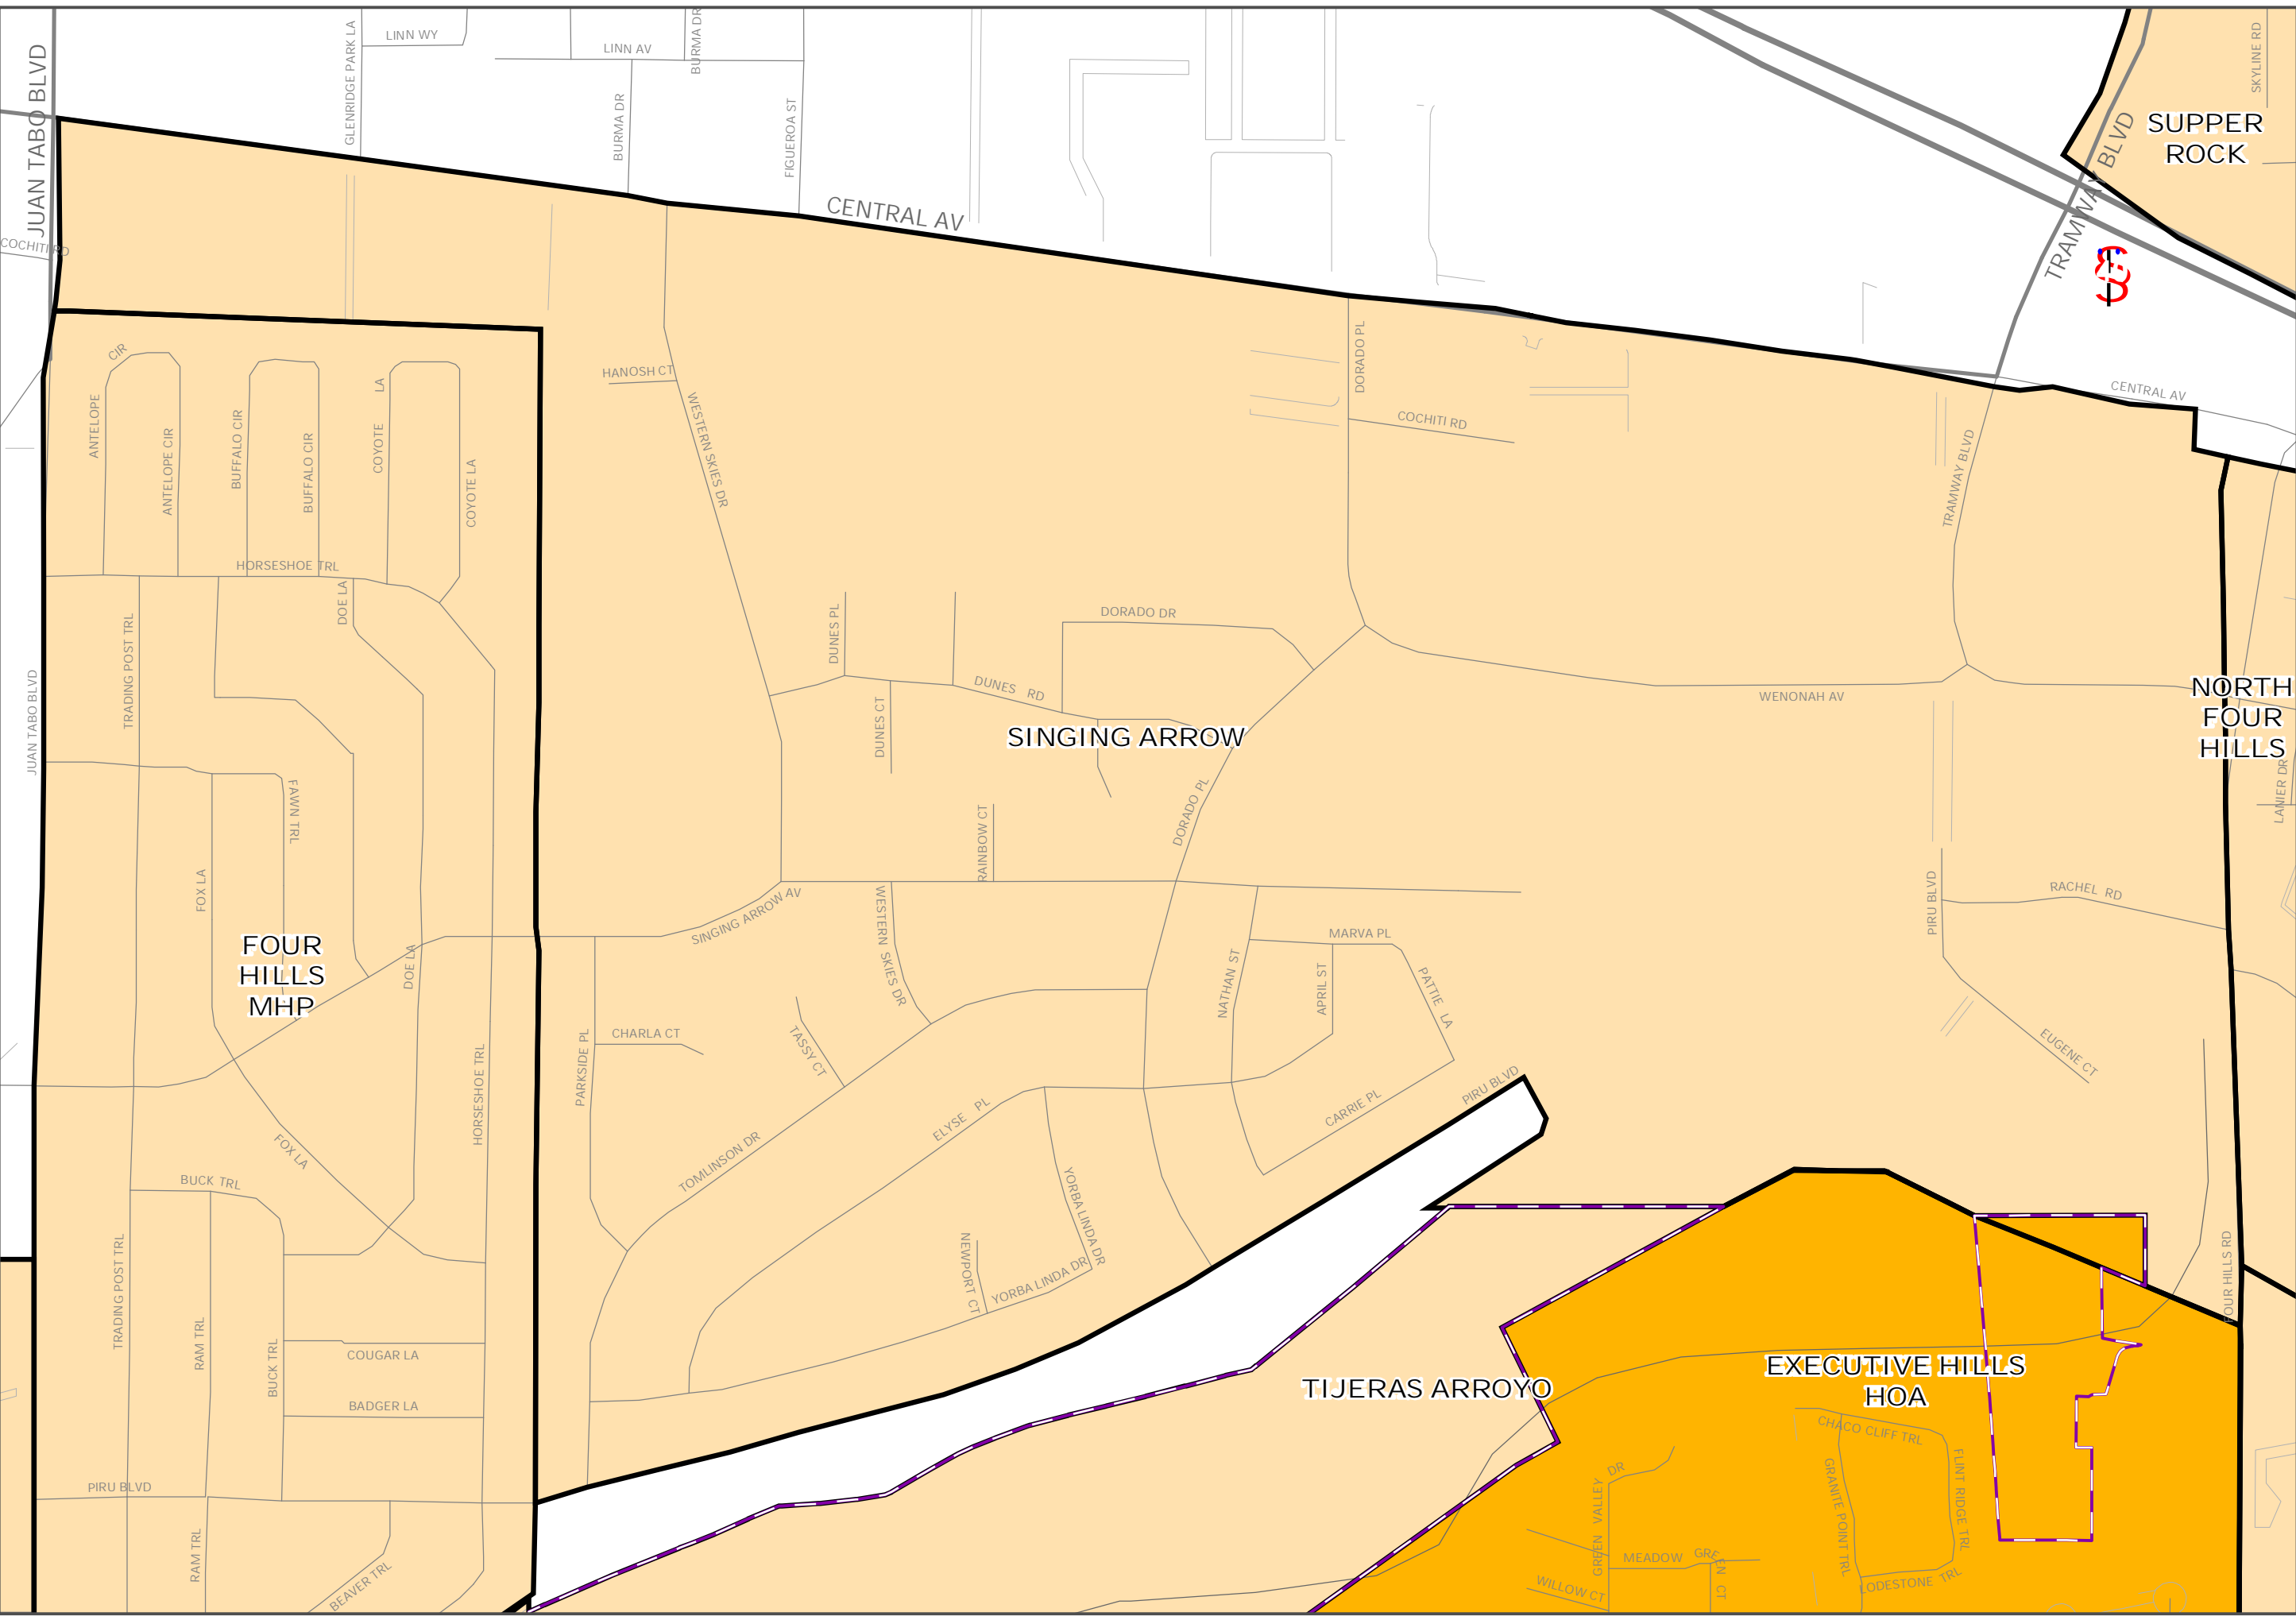 LINN WY
LINN AV
BURMA DR
GLENRIDGE PARK LA
JUAN TABO BLVD
BURMA DR
FIGUEROA ST
SKYLINE RD
SUPPER
ROCK
TRAMWAY BLVD
CENTRAL AV
COCHITI RD
CIR
HANOSH CT
DORADO PL
CENTRAL AV
LA
ANTELOPE
ANTELOPE CIR
BUFFALO CIR
BUFFALO CIR
COYOTE
COYOTE LA
WESTERN SKIES DR
COCHITI RD
TRAMWAY BLVD
HORSESHOE TRL
DOE LA
TRADING POST TRL
DUNES PL
DORADO DR
JUAN TABO BLVD
DUNES RD
DUNES CT
WENONAH AV
SINGING ARROW
NORTH
FOUR
HILLS
LANIER DR
FAWN TRL
RAINBOW CT
DORADO PL
FOX LA
SINGING ARROW AV
WESTERN SKIES DR
PIRU BLVD
RACHEL RD
FOUR
HILLS
MHP
DOE LA
MARVA PL
NATHAN ST
APRIL ST
PATTIE LA
CHARLA CT
PARKSIDE PL
TASSY CT
EUGENE CT
HORSESHOE TRL
FOX LA
TOMLINSON DR
ELYSE PL
CARRIE PL
PIRU BLVD
BUCK TRL
YORBA LINDA DR
NEWPORT CT
YORBA LINDA DR
TRADING POST TRL
RAM TRL
BUCK TRL
COUGAR LA
BADGER LA
FOUR HILLS RD
TIJERAS ARROYO
EXECUTIVE HILLS
HOA
CHACO CLIFF TRL
GRANITE POINT TRL
FLINT RIDGE TRL
GREEN VALLEY DR
PIRU BLVD
RAM TRL
BEAVER TRL
MEADOW GREEN CT
WILLOW CT
LODESTONE TRL